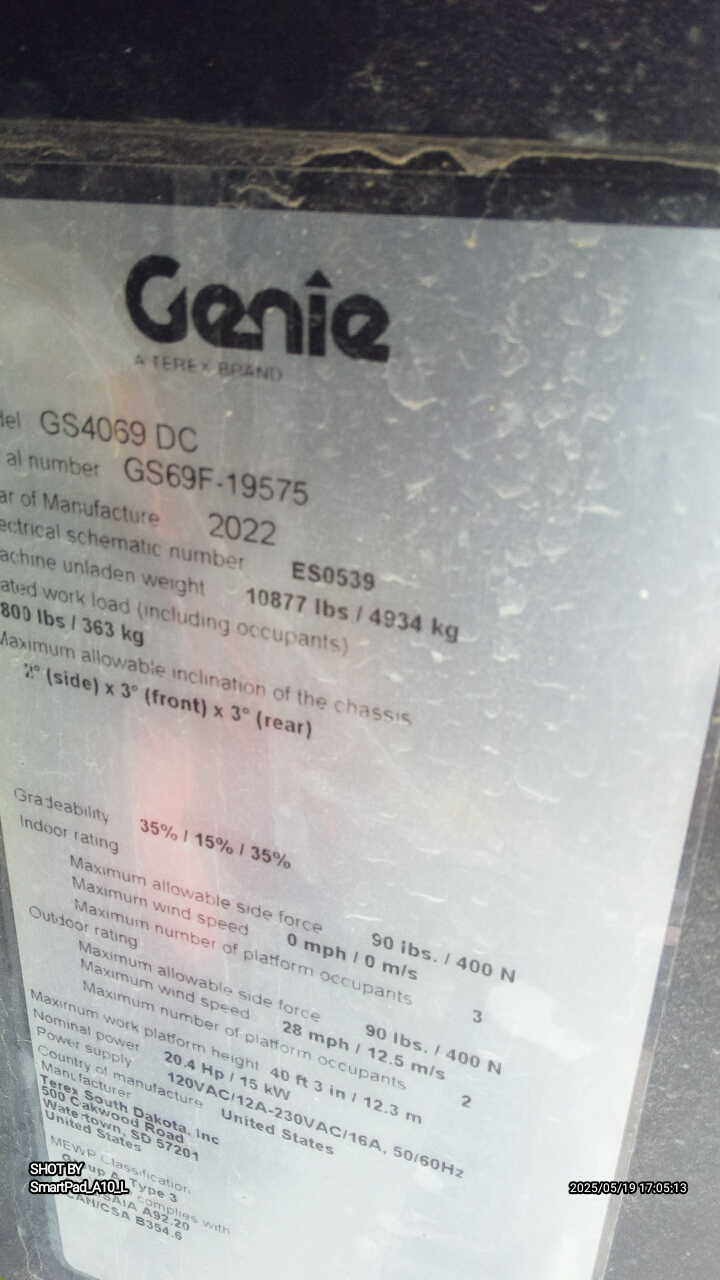 Genie
A TEREX BRAND
del GS4069 DC
al number GS69F-19575
ar of Manufacture 2022
ectrical schematic number ES0539
achine unladen weight 10877 lbs / 4934 kg
ated work load (including occupants)
800 lbs / 363 kg
Maximum allowable inclination of the chassis
2° (side) x 3° (front) x 3° (rear)
Gradeability 35% / 15% / 35%
Indoor rating
Maximum allowable side force 90 lbs. / 400 N
Maximum wind speed 0 mph / 0 m/s
Maximum number of platform occupants 3
Outdoor rating
Maximum allowable side force 90 lbs. / 400 N
Maximum wind speed 28 mph / 12.5 m/s
Maximum number of platform occupants 2
Maximum work platform height 40 ft 3 in / 12.3 m
Nominal power 20.4 Hp / 15 kW
Power supply 120VAC/12A-230VAC/16A, 50/60Hz
Country of manufacture United States
Manufacturer
Terex South Dakota, Inc
500 Oakwood Road
Watertown, SD 57201
United States
MEWP Classification
Group A, Type 3
complies with
A92.20
CAN/CSA B354.6
SHOT BY
SmartPad_A10_L
2025/05/19 17:05:13